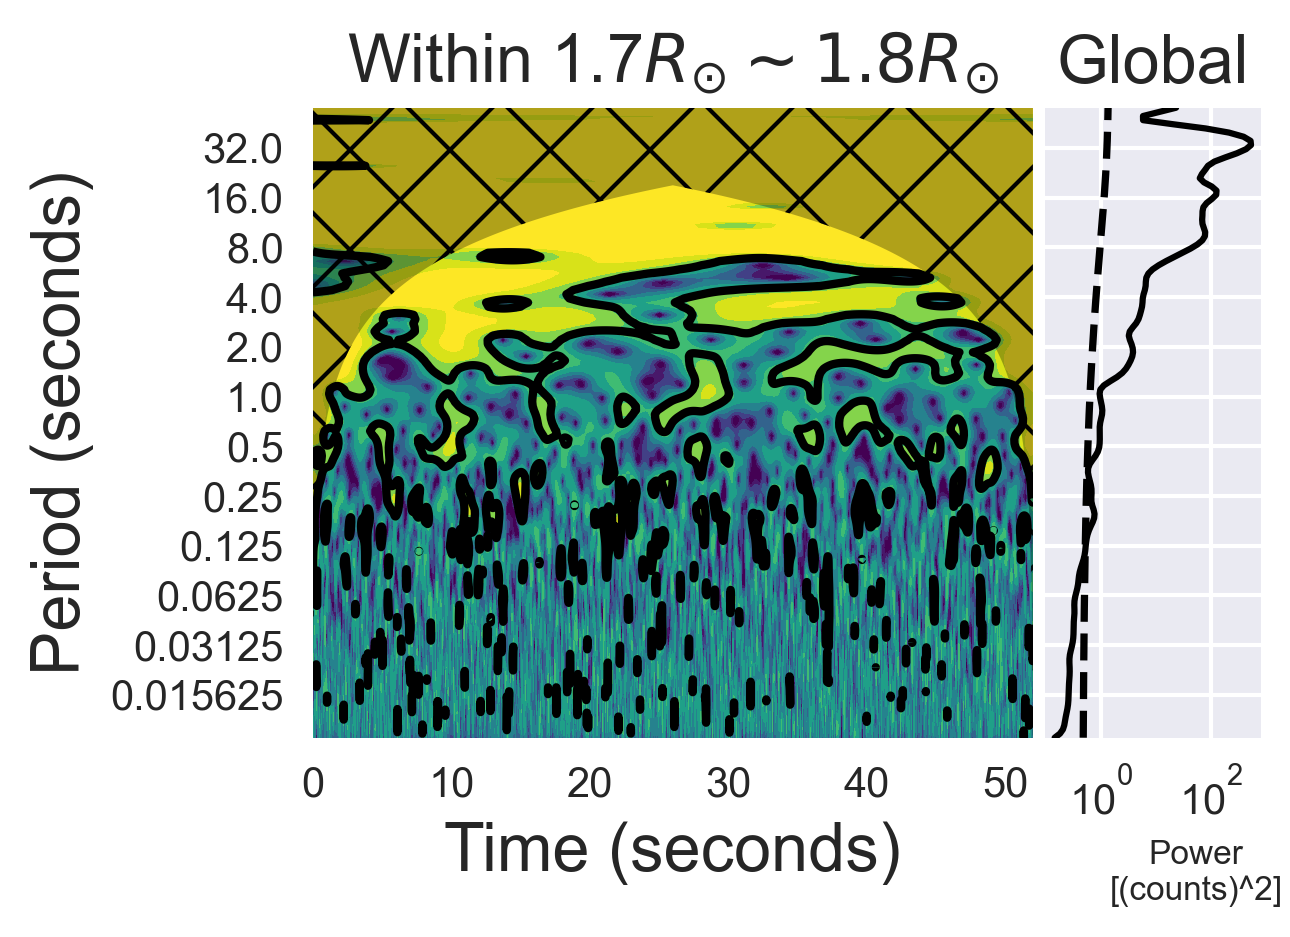 Within 1.7R⊙ ~ 1.8R⊙
Global
Period (seconds)
32.0
16.0
8.0
4.0
2.0
1.0
0.5
0.25
0.125
0.0625
0.03125
0.015625
0 10 20 30 40 50
Time (seconds)
10^0 10^2
Power
[(counts)^2]